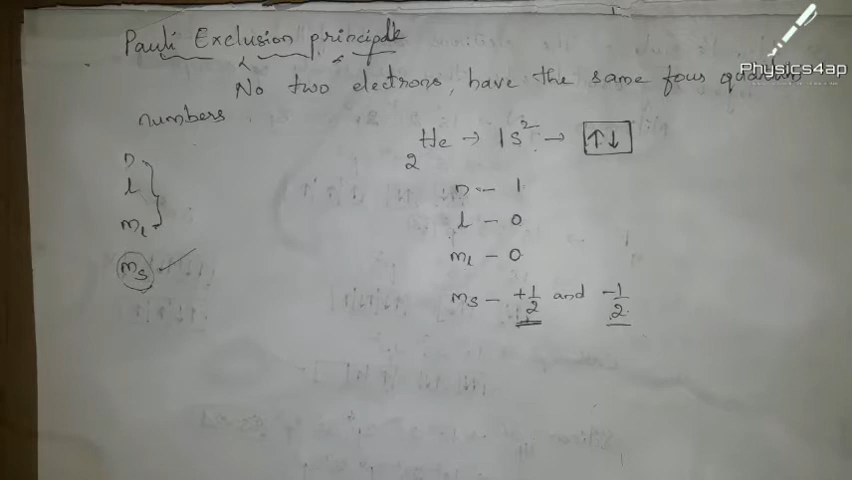 Pauli Exclusion principle
Physics4ap
No two electrons, have the same four quantum
numbers
₂He → 1S² → ↑↓
n
l
mₗ
mₛ ✓
n – 1
l – 0
mₗ – 0
mₛ – +1/2 and -1/2